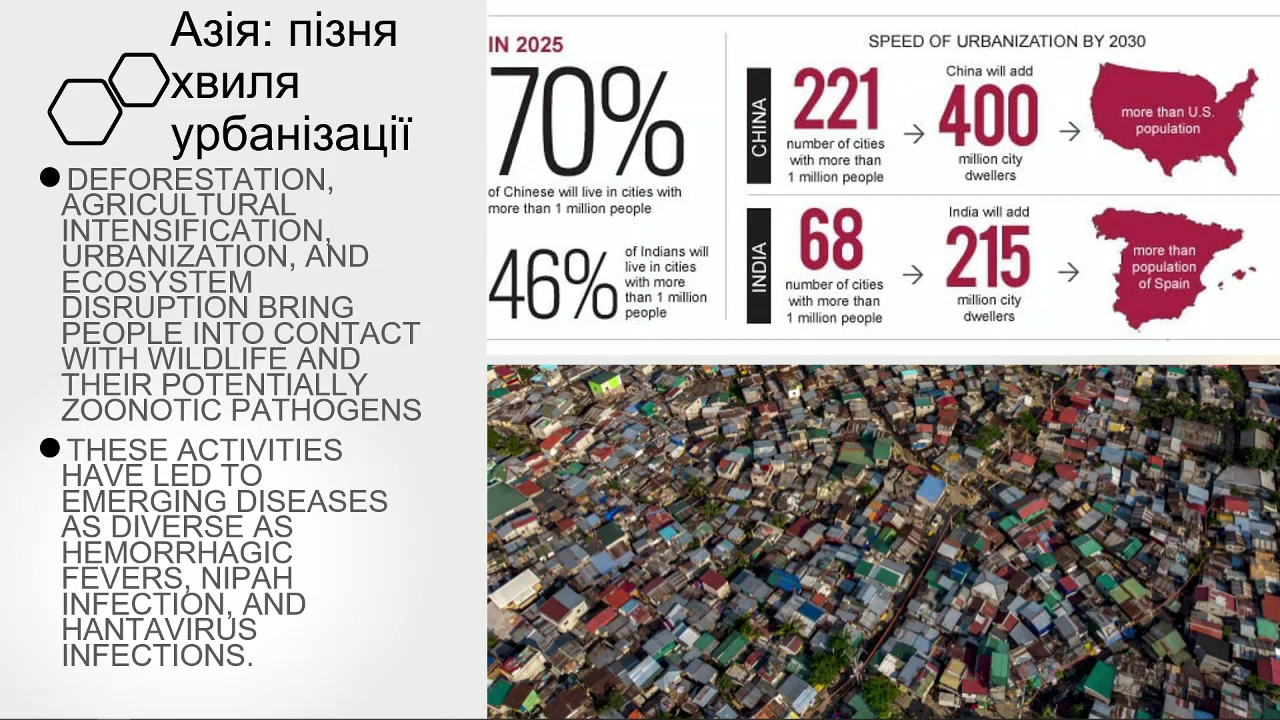 Азія: пізня
хвиля
урбанізації
DEFORESTATION,
AGRICULTURAL
INTENSIFICATION,
URBANIZATION, AND
ECOSYSTEM
DISRUPTION BRING
PEOPLE INTO CONTACT
WITH WILDLIFE AND
THEIR POTENTIALLY
ZOONOTIC PATHOGENS
THESE ACTIVITIES
HAVE LED TO
EMERGING DISEASES
AS DIVERSE AS
HEMORRHAGIC
FEVERS, NIPAH
INFECTION, AND
HANTAVIRUS
INFECTIONS.
IN 2025
70%
of Chinese will live in cities with
more than 1 million people
46%
of Indians will
live in cities
with more
than 1 million
people
SPEED OF URBANIZATION BY 2030
CHINA
221
number of cities
with more than
1 million people
China will add
400
million city
dwellers
more than U.S.
population
INDIA
68
number of cities
with more than
1 million people
India will add
215
million city
dwellers
more than
population
of Spain